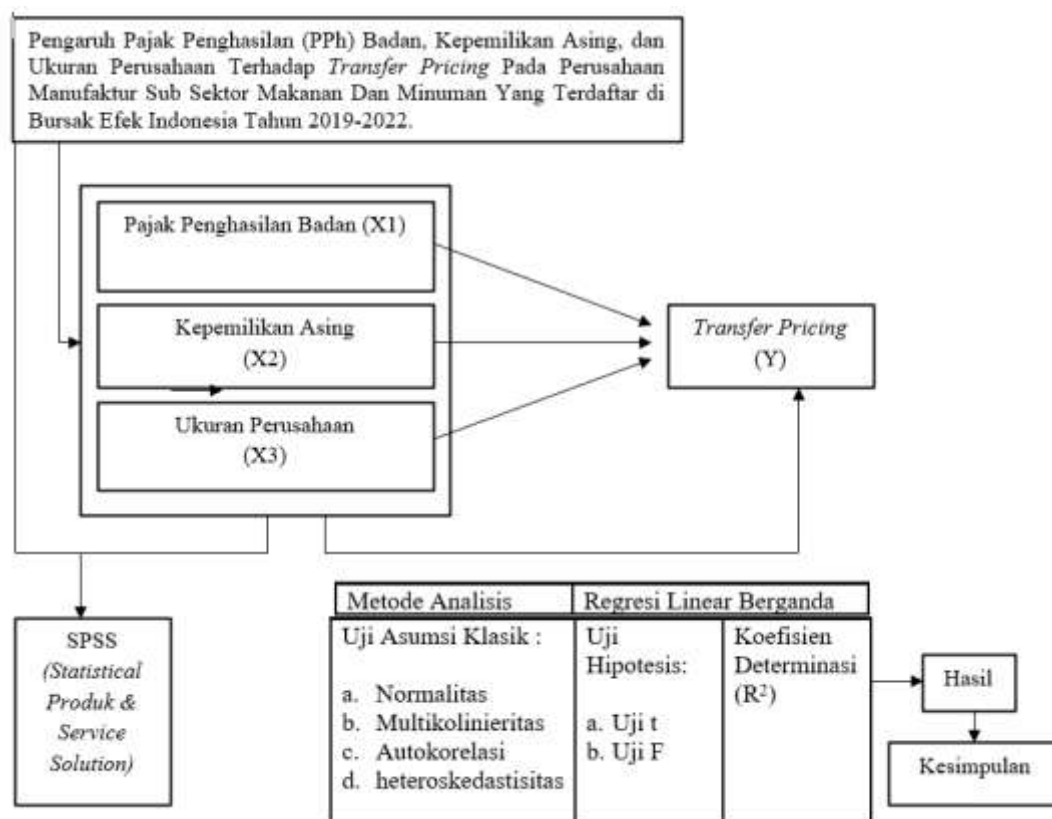 Pengaruh Pajak Penghasilan (PPh) Badan, Kepemilikan Asing, dan
Ukuran Perusahaan Terhadap Transfer Pricing Pada Perusahaan
Manufaktur Sub Sektor Makanan Dan Minuman Yang Terdaftar di
Bursak Efek Indonesia Tahun 2019-2022.
Pajak Penghasilan Badan (X1)
Kepemilikan Asing
(X2)
Ukuran Perusahaan
(X3)
Transfer Pricing
(Y)
SPSS
(Statistical
Produk &
Service
Solution)
Metode Analisis
Regresi Linear Berganda
Uji Asumsi Klasik :
a. Normalitas
b. Multikolinieritas
c. Autokorelasi
d. heteroskedastisitas
Uji
Hipotesis:
a. Uji t
b. Uji F
Koefisien
Determinasi
(R²)
Hasil
Kesimpulan